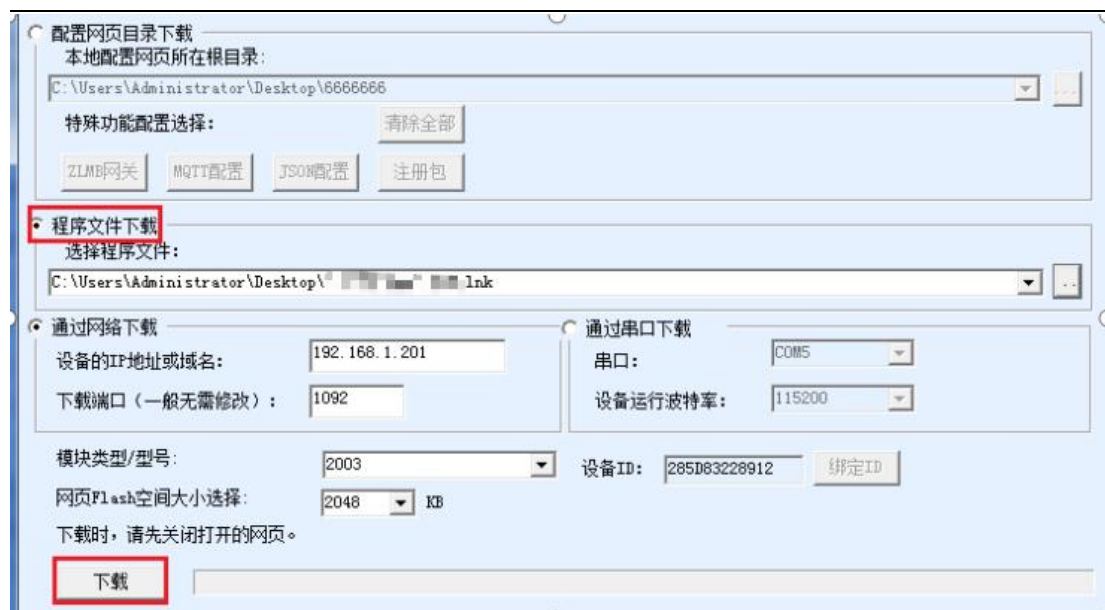 配置网页目录下载
本地配置网页所在根目录:
C:\Users\Administrator\Desktop\6666666
...
特殊功能配置选择:
清除全部
ZLMB网关
MQTT配置
JSON配置
注册包
程序文件下载
选择程序文件:
C:\Users\Administrator\Desktop\ lnk
..
通过网络下载
设备的IP地址或域名:
192.168.1.201
下载端口(一般无需修改):
1092
通过串口下载
串口:
COM5
设备运行波特率:
115200
模块类型/型号:
2003
设备ID:
285D83228912
绑定ID
网页Flash空间大小选择:
2048
KB
下载时,请先关闭打开的网页。
下载